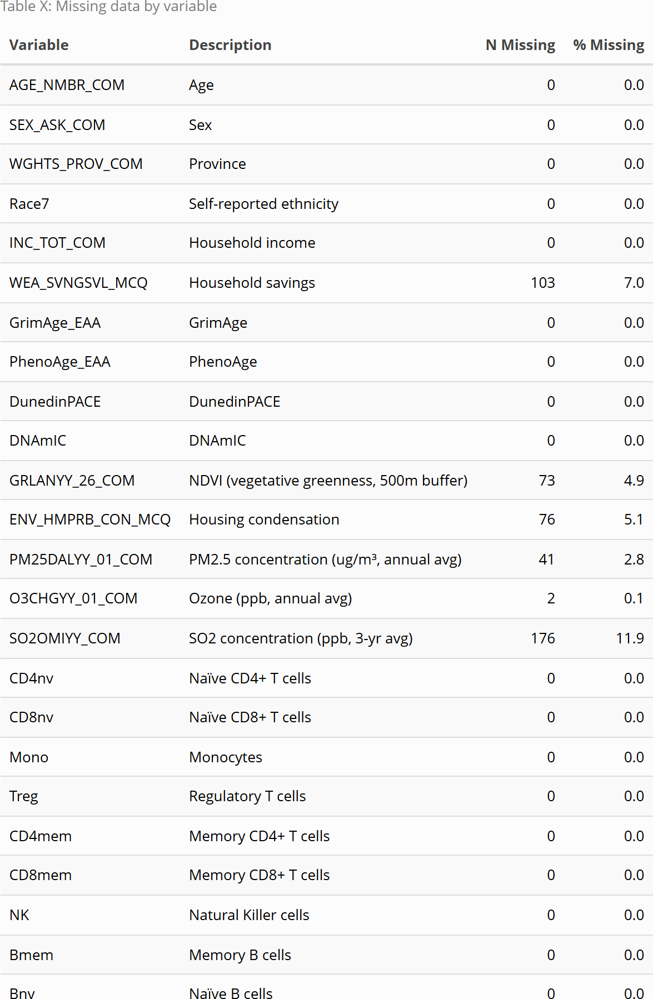 Table X: Missing data by variable
Variable Description N Missing % Missing
AGE_NMBR_COM Age 0 0.0
SEX_ASK_COM Sex 0 0.0
WGHTS_PROV_COM Province 0 0.0
Race7 Self-reported ethnicity 0 0.0
INC_TOT_COM Household income 0 0.0
WEA_SVNGSVL_MCQ Household savings 103 7.0
GrimAge_EAA GrimAge 0 0.0
PhenoAge_EAA PhenoAge 0 0.0
DunedinPACE DunedinPACE 0 0.0
DNAmIC DNAmIC 0 0.0
GRLANYY_26_COM NDVI (vegetative greenness, 500m buffer) 73 4.9
ENV_HMPRB_CON_MCQ Housing condensation 76 5.1
PM25DALYY_01_COM PM2.5 concentration (ug/m³, annual avg) 41 2.8
O3CHGYY_01_COM Ozone (ppb, annual avg) 2 0.1
SO2OMIYY_COM SO2 concentration (ppb, 3-yr avg) 176 11.9
CD4nv Naïve CD4+ T cells 0 0.0
CD8nv Naïve CD8+ T cells 0 0.0
Mono Monocytes 0 0.0
Treg Regulatory T cells 0 0.0
CD4mem Memory CD4+ T cells 0 0.0
CD8mem Memory CD8+ T cells 0 0.0
NK Natural Killer cells 0 0.0
Bmem Memory B cells 0 0.0
Bnv Naïve B cells 0 0.0